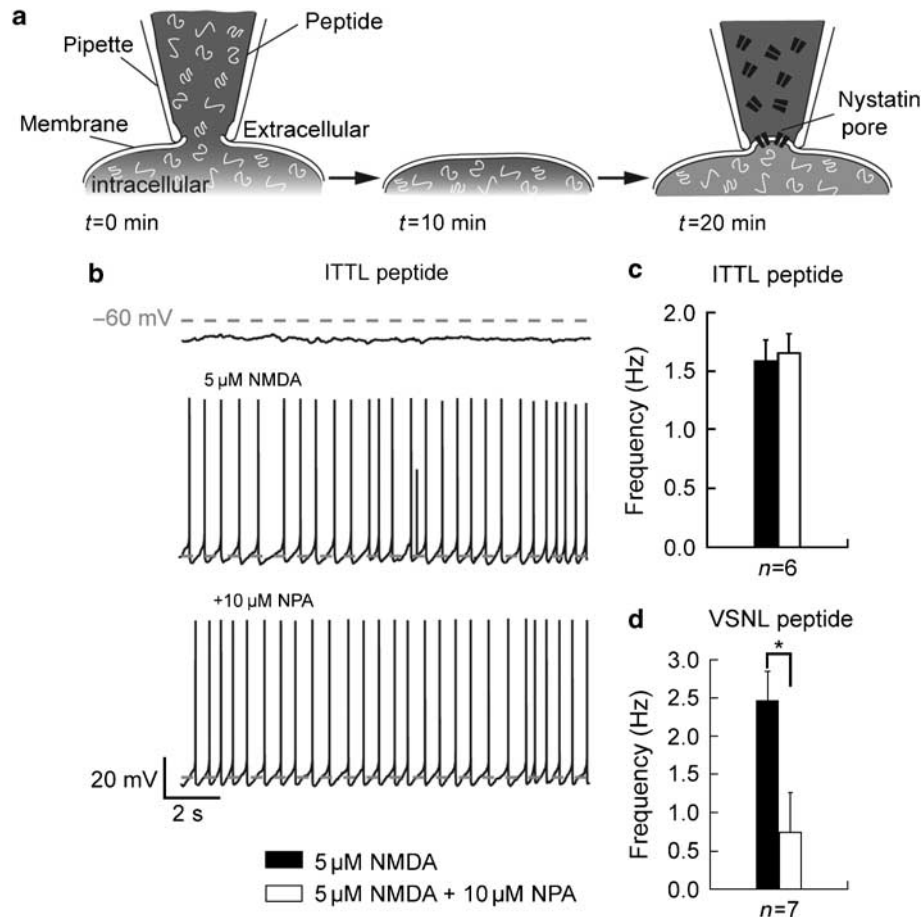 a
Peptide
Pipette
Nystatin pore
Membrane
Extracellular
intracellular
t=0 min
t=10 min
t=20 min
b
ITTL peptide
−60 mV
5 µM NMDA
+10 µM NPA
20 mV
2 s
5 µM NMDA
5 µM NMDA + 10 µM NPA
c
ITTL peptide
Frequency (Hz)
2.0
1.5
1.0
0.5
0.0
n=6
d
VSNL peptide
*
Frequency (Hz)
3.0
2.5
2.0
1.5
1.0
0.5
0.0
n=7